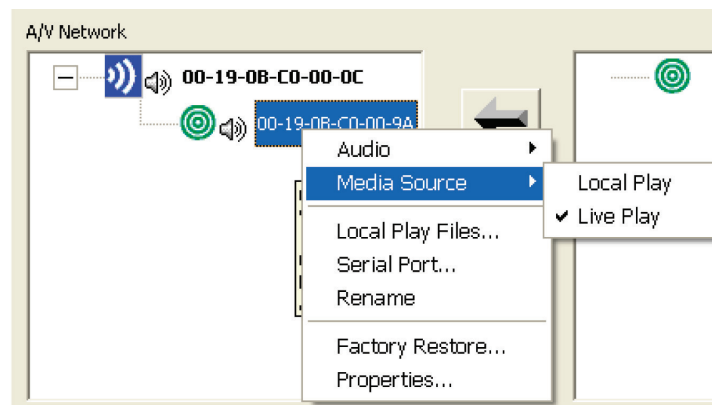 A/V Network
00-19-0B-C0-00-0C
00-19-0B-C0-00-9A
Audio
Media Source
Local Play
Live Play
Local Play Files...
Serial Port...
Rename
Factory Restore...
Properties...